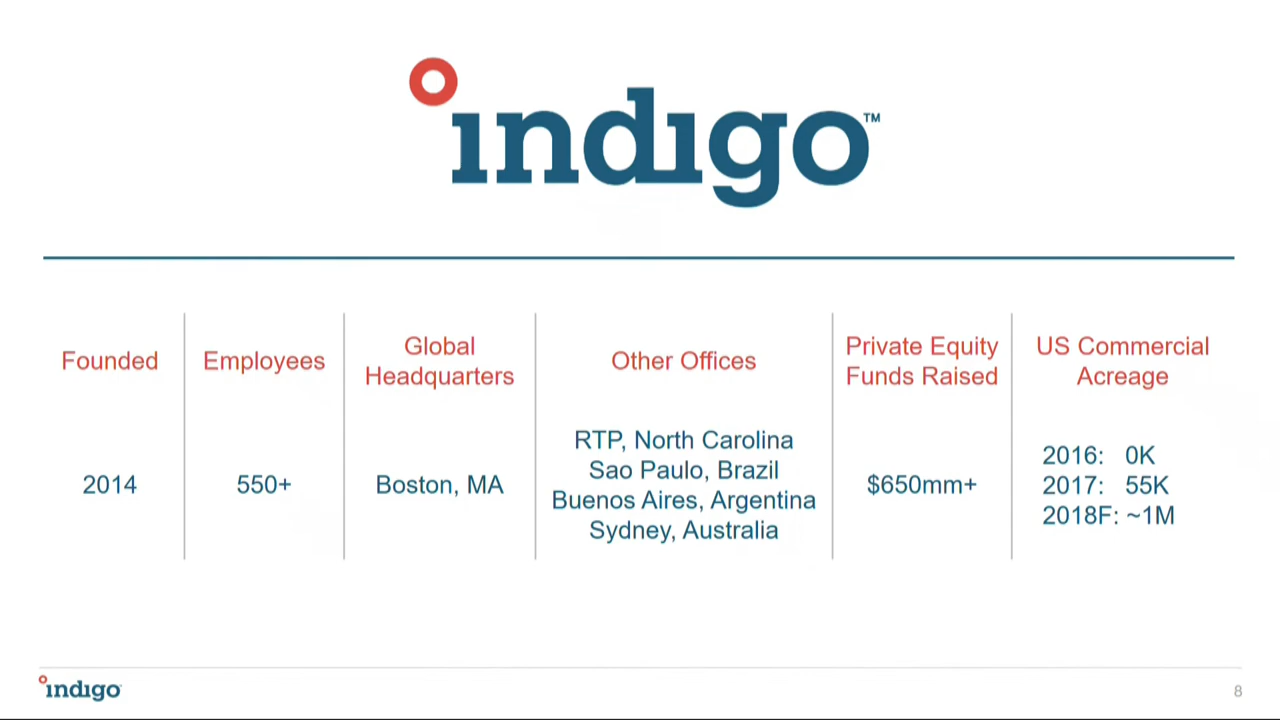 indigo™
Founded
Employees
Global
Headquarters
Other Offices
Private Equity
Funds Raised
US Commercial
Acreage
2014
550+
Boston, MA
RTP, North Carolina
Sao Paulo, Brazil
Buenos Aires, Argentina
Sydney, Australia
$650mm+
2016: 0K
2017: 55K
2018F: ~1M
indigo
8